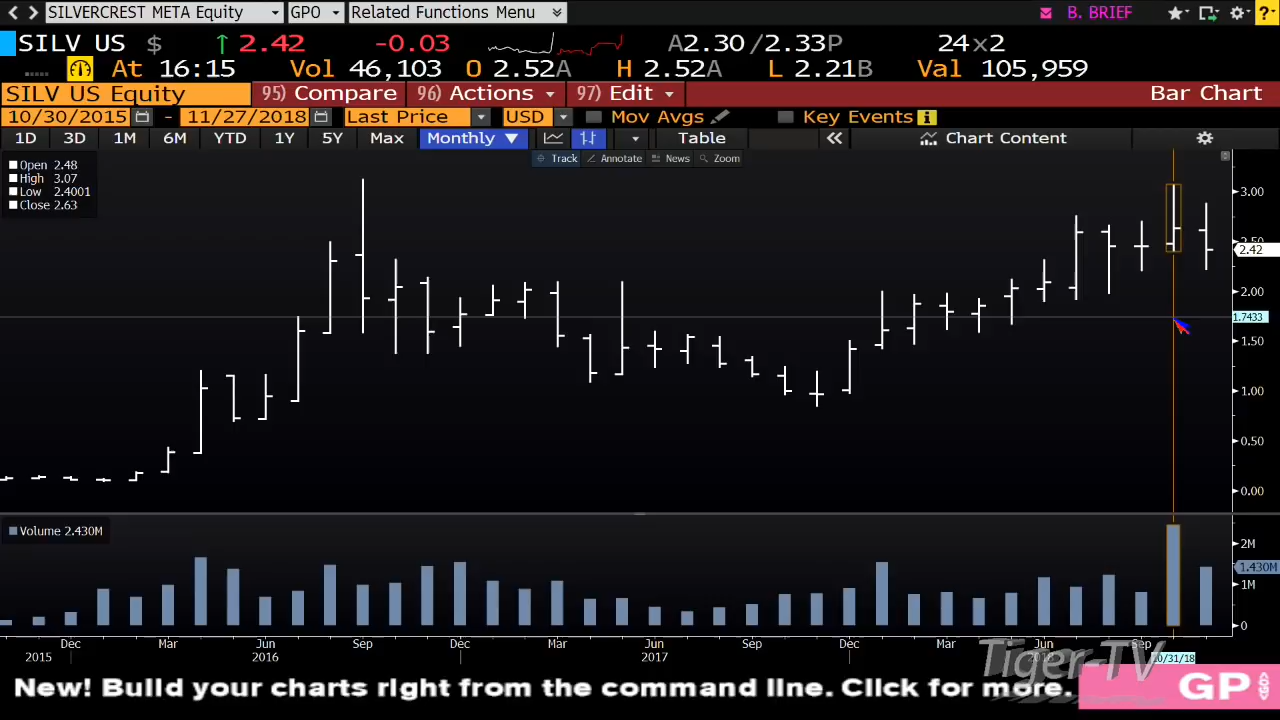 SILVERCREST META Equity GPO Related Functions Menu B. BRIEF ?
SILV US $ ↑ 2.42 -0.03 A2.30 /2.33P 24x2
At 16:15 Vol 46,103 O 2.52A H 2.52A L 2.21B Val 105,959
SILV US Equity 95) Compare 96) Actions 97) Edit Bar Chart
10/30/2015 - 11/27/2018 Last Price USD Mov Avgs Key Events i
1D 3D 1M 6M YTD 1Y 5Y Max Monthly ▼ Table « Chart Content
Track Annotate News Zoom
Open 2.48
High 3.07
Low 2.4001
Close 2.63
3.00
2.50
2.42
2.00
1.7433
1.50
1.00
0.50
0.00
Volume 2.430M
2M
1.430M
1M
0
Dec Mar Jun Sep Dec Mar Jun Sep Dec Mar Jun Sep
2015 2016 2017 2018 10/31/18
Tiger-TV
New! Build your charts right from the command line. Click for more. GP